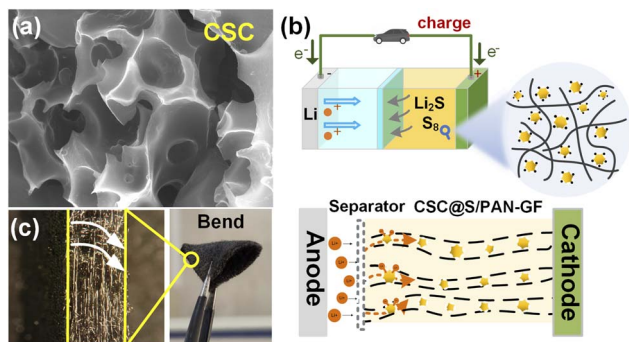 (a)
CSC
(b)
charge
e⁻
e⁻
-
+
Li
+
+
Li₂S
S₈
(c)
Bend
Separator CSC@S/PAN-GF
Anode
Cathode